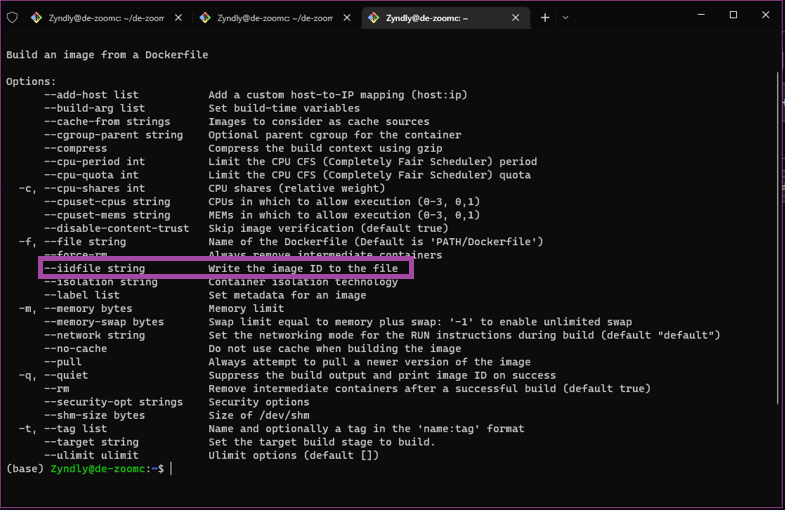 Zyndly@de-zoomc: ~/de-zoom
Zyndly@de-zoomc: ~/de-zoom
Zyndly@de-zoomc: ~
Build an image from a Dockerfile
Options:
--add-host list Add a custom host-to-IP mapping (host:ip)
--build-arg list Set build-time variables
--cache-from strings Images to consider as cache sources
--cgroup-parent string Optional parent cgroup for the container
--compress Compress the build context using gzip
--cpu-period int Limit the CPU CFS (Completely Fair Scheduler) period
--cpu-quota int Limit the CPU CFS (Completely Fair Scheduler) quota
-c, --cpu-shares int CPU shares (relative weight)
--cpuset-cpus string CPUs in which to allow execution (0-3, 0,1)
--cpuset-mems string MEMs in which to allow execution (0-3, 0,1)
--disable-content-trust Skip image verification (default true)
-f, --file string Name of the Dockerfile (Default is 'PATH/Dockerfile')
--force-rm Always remove intermediate containers
--iidfile string Write the image ID to the file
--isolation string Container isolation technology
--label list Set metadata for an image
-m, --memory bytes Memory limit
--memory-swap bytes Swap limit equal to memory plus swap: '-1' to enable unlimited swap
--network string Set the networking mode for the RUN instructions during build (default "default")
--no-cache Do not use cache when building the image
--pull Always attempt to pull a newer version of the image
-q, --quiet Suppress the build output and print image ID on success
--rm Remove intermediate containers after a successful build (default true)
--security-opt strings Security options
--shm-size bytes Size of /dev/shm
-t, --tag list Name and optionally a tag in the 'name:tag' format
--target string Set the target build stage to build.
--ulimit ulimit Ulimit options (default [])
(base) Zyndly@de-zoomc:~$